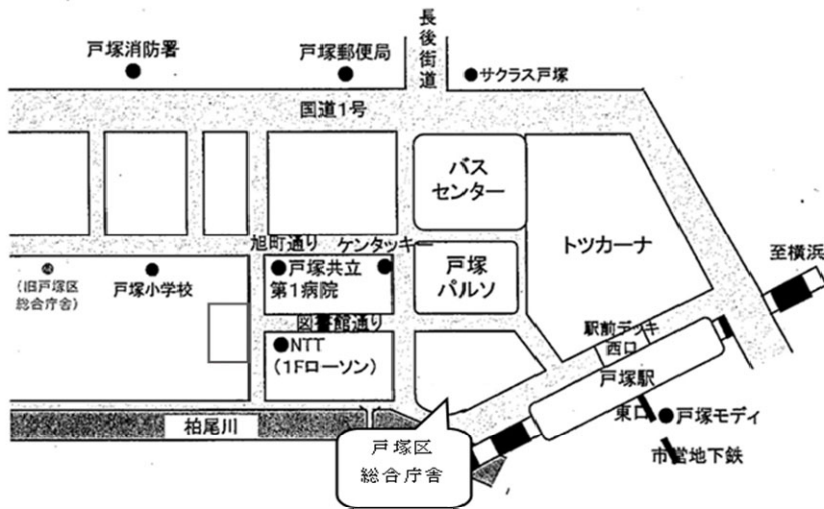 長後街道
戸塚消防署
戸塚郵便局
サクラス戸塚
国道1号
バス
センター
トツカーナ
至横浜
旭町通り
ケンタッキー
戸塚共立
第1病院
戸塚
パルソ
(旧戸塚区
総合庁舎)
戸塚小学校
図書館通り
NTT
(1Fローソン)
駅前デッキ
西口
戸塚駅
東口
戸塚モディ
市営地下鉄
柏尾川
戸塚区
総合庁舎